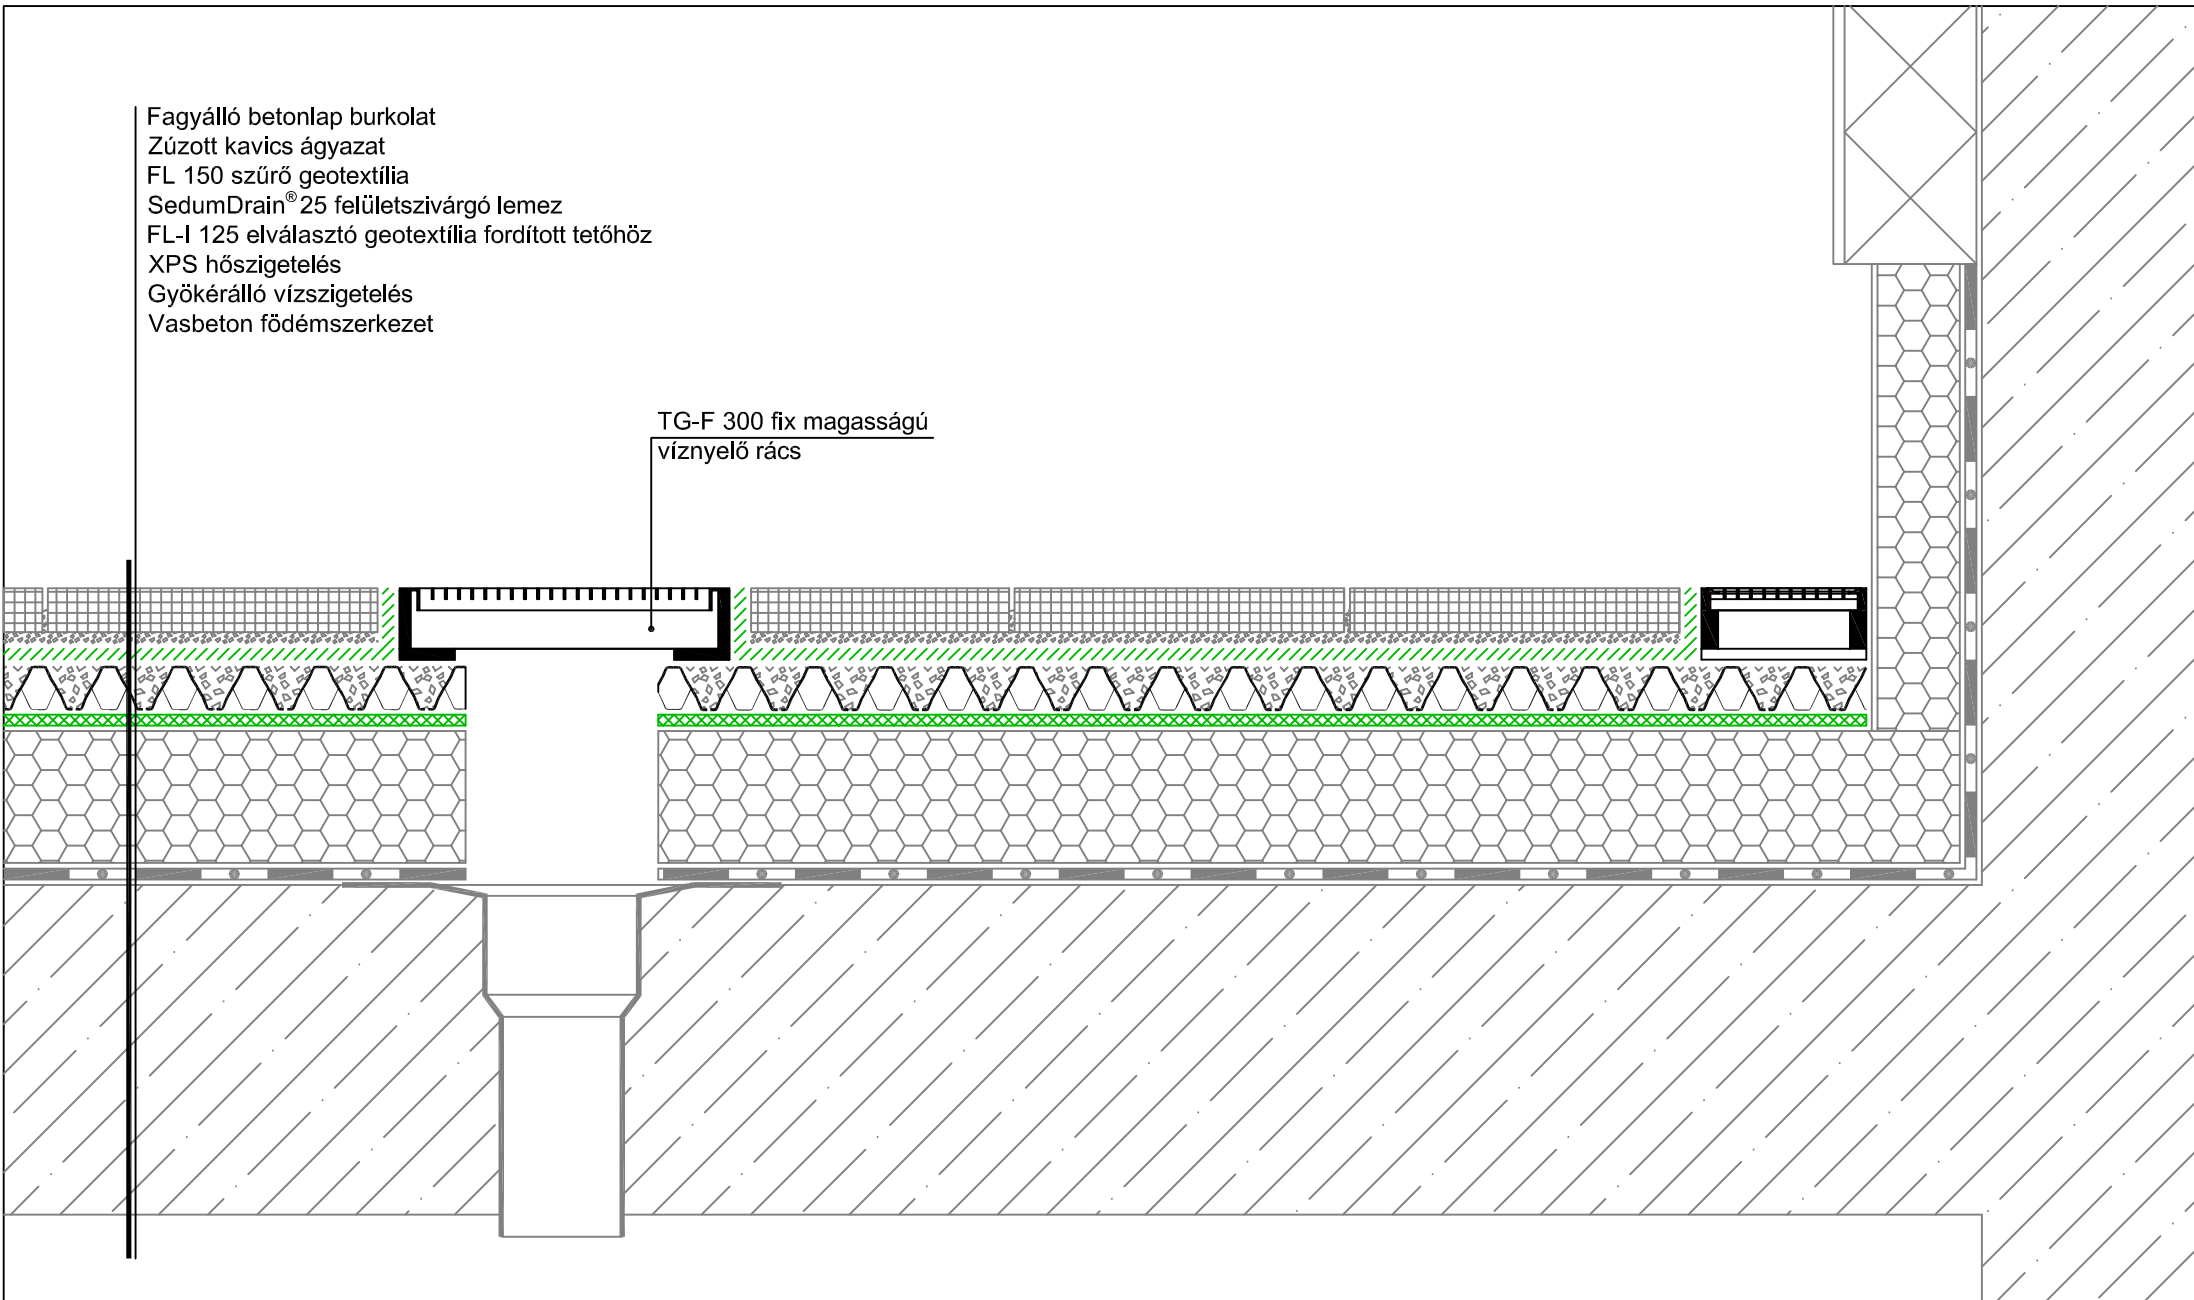 Fagyálló betonlap burkolat
Zúzott kavics ágyazat
FL 150 szűrő geotextília
SedumDrain® 25 felületszivárgó lemez
FL-I 125 elválasztó geotextília fordított tetőhöz
XPS hőszigetelés
Gyökérálló vízszigetelés
Vasbeton födémszerkezet
TG-F 300 fix magasságú
víznyelő rács